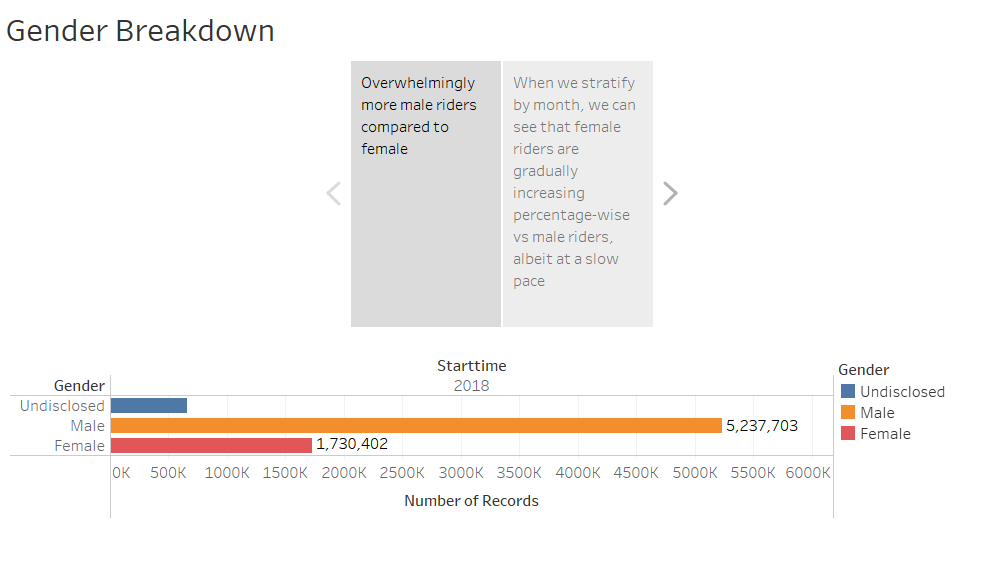 Gender Breakdown
Overwhelmingly
more male riders
compared to
female
When we stratify
by month, we can
see that female
riders are
gradually
increasing
percentage-wise
vs male riders,
albeit at a slow
pace
Starttime
Gender
2018
Undisclosed
Male
5,237,703
Female
1,730,402
0K 500K 1000K 1500K 2000K 2500K 3000K 3500K 4000K 4500K 5000K 5500K 6000K
Number of Records
Gender
Undisclosed
Male
Female